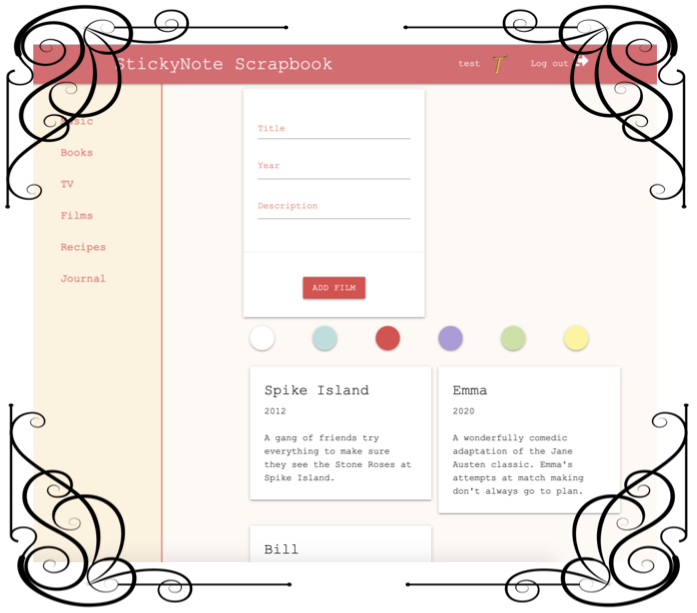 StickyNote Scrapbook
test
T
Log out
Books
TV
Films
Recipes
Journal
Title
Year
Description
ADD FILM
Spike Island
2012
A gang of friends try
everything to make sure
they see the Stone Roses at
Spike Island.
Emma
2020
A wonderfully comedic
adaptation of the Jane
Austen classic. Emma's
attempts at match making
don't always go to plan.
Bill